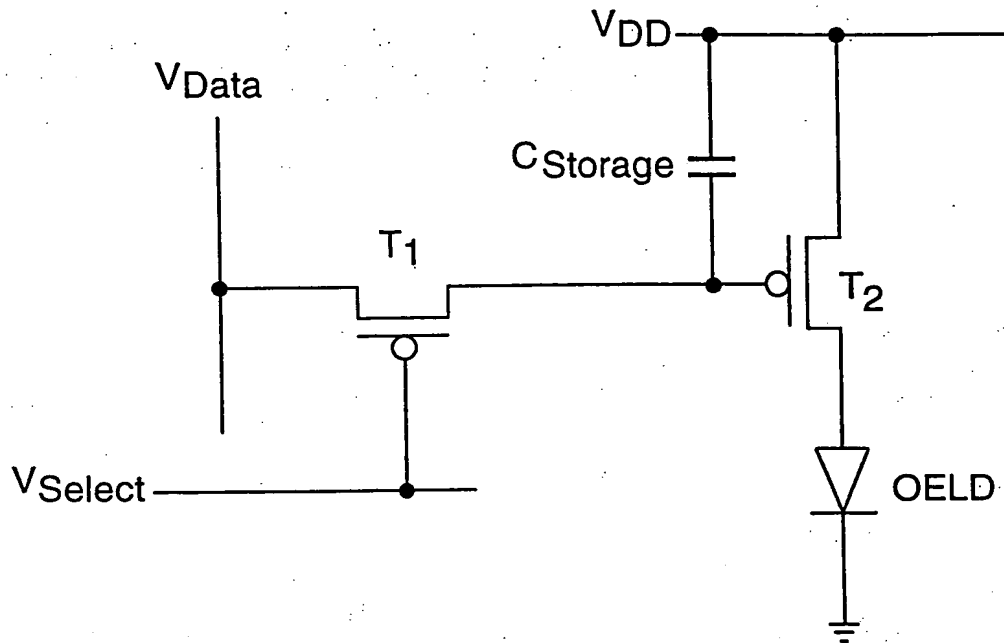 VDD
VData
CStorage
T1
T2
VSelect
OELD